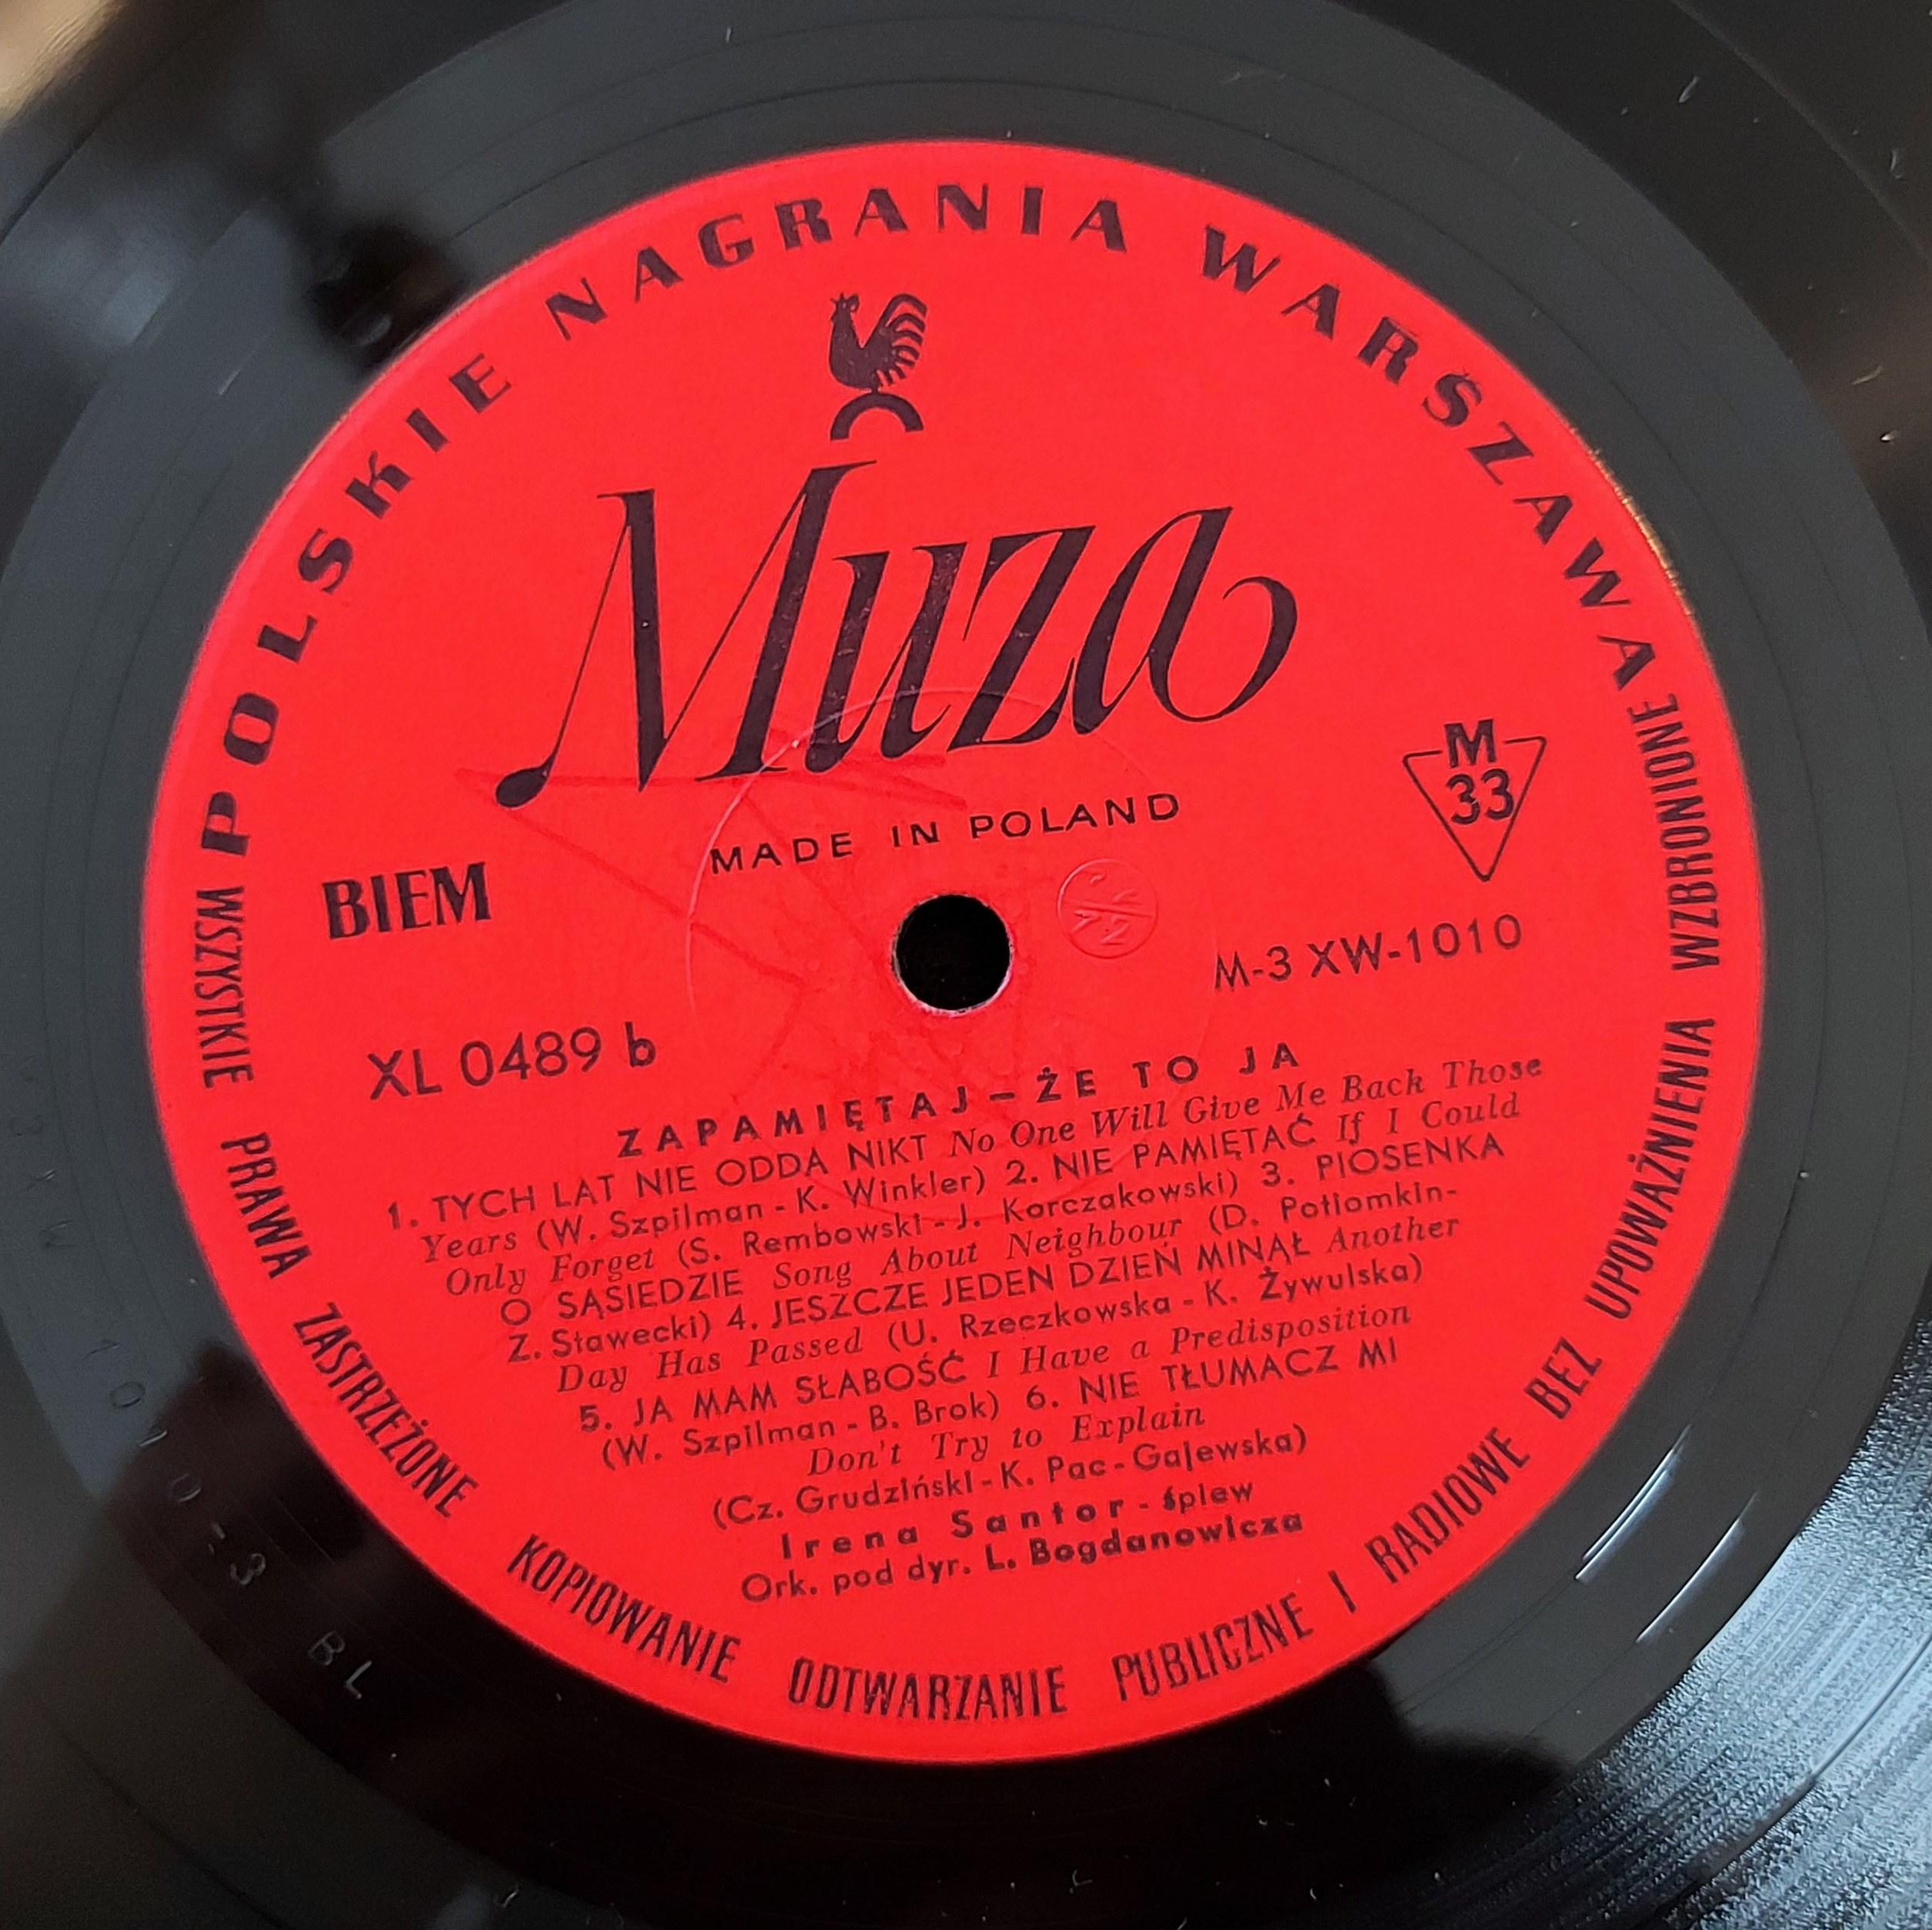 POLSKIE NAGRANIA WARSZAWA
Muza
MADE IN POLAND
M
33
BIEM
M-3 XW-1010
XL 0489 b
ZAPAMIĘTAJ – ŻE TO JA
1. TYCH LAT NIE ODDA NIKT No One Will Give Me Back Those
Years (W. Szpilman - K. Winkler) 2. NIE PAMIĘTAĆ If I Could
Only Forget (S. Rembowski - J. Korczakowski) 3. PIOSENKA
O SĄSIEDZIE Song About Neighbour (D. Potiomkin-
Z. Stawecki) 4. JESZCZE JEDEN DZIEŃ MINĄŁ Another
Day Has Passed (U. Rzeczkowska - K. Żywulska)
5. JA MAM SŁABOŚĆ I Have a Predisposition
(W. Szpilman - B. Brok) 6. NIE TŁUMACZ MI
Don't Try to Explain
(Cz. Grudziński - K. Pac - Gajewska)
Irena Santor - śpiew
Ork. pod dyr. L. Bogdanowicza
WSZYSTKIE PRAWA ZASTRZEŻONE KOPIOWANIE ODTWARZANIE PUBLICZNE I RADIOWE BEZ UPOWAŻNIENIA WZBRONIONE
M 3 X W 1010-3 BL